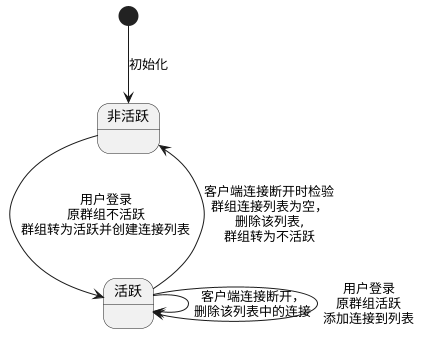 初始化
非活跃
用户登录
原群组不活跃
群组转为活跃并创建连接列表
客户端连接断开时检验
群组连接列表为空，
删除该列表,
群组转为不活跃
活跃
客户端连接断开，
删除该列表中的连接
用户登录
原群组活跃
添加连接到列表